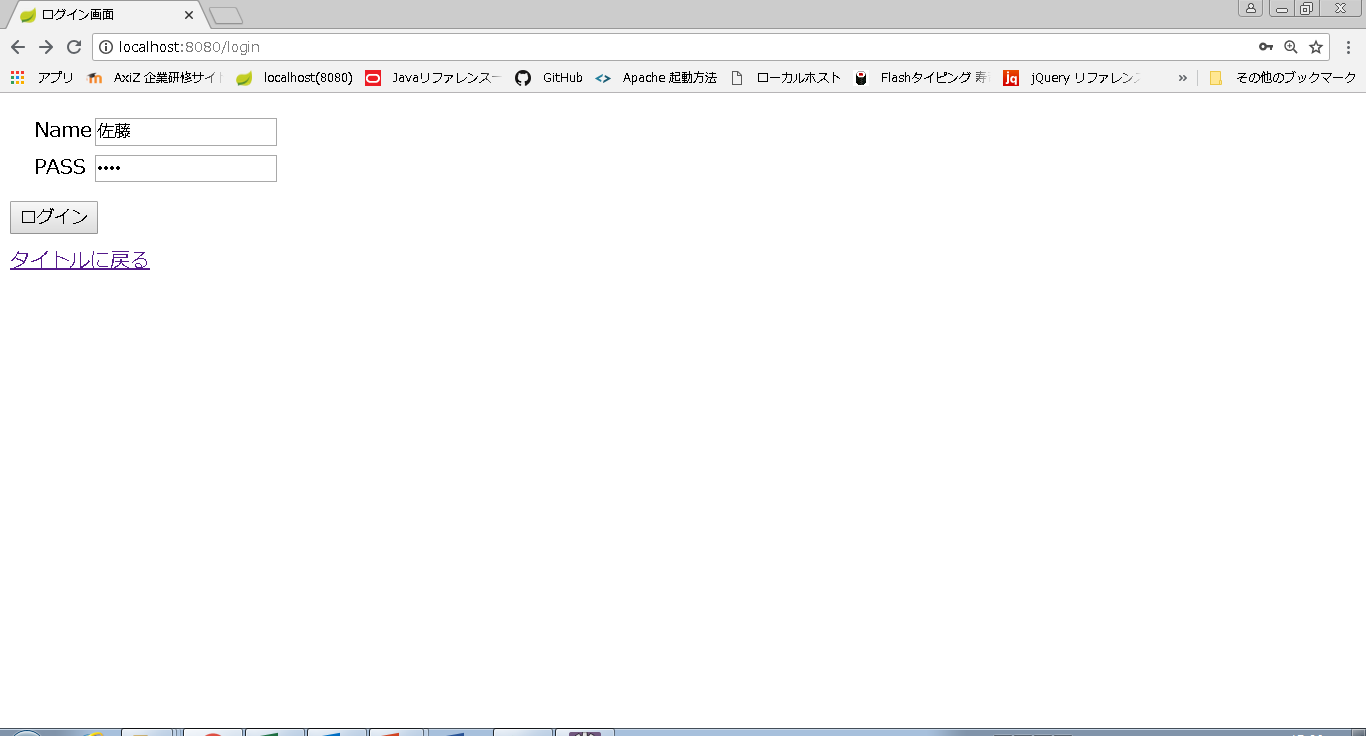 ログイン画面
localhost:8080/login
アプリ AxiZ 企業研修サイト localhost(8080) Javaリファレンス GitHub Apache 起動方法 ローカルホスト Flashタイピング 寿 jq jQuery リファレン » その他のブックマーク
Name 佐藤
PASS ••••
ログイン
タイトルに戻る